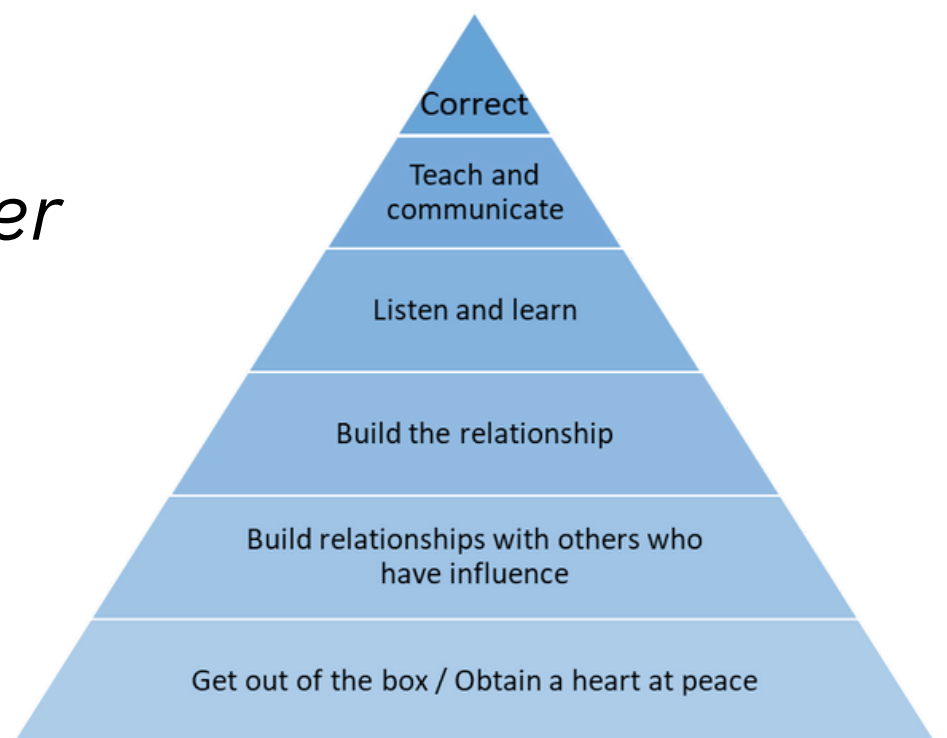 Correct
Teach and
communicate
er
Listen and learn
Build the relationship
Build relationships with others who
have influence
Get out of the box / Obtain a heart at peace